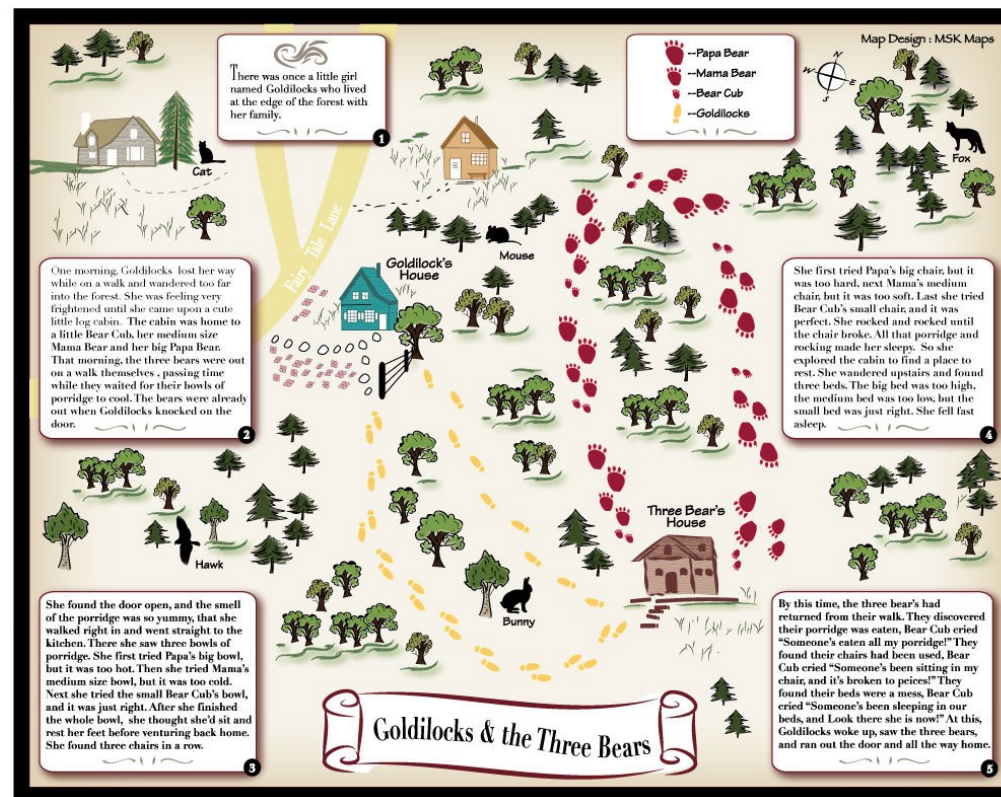 There was once a little girl
named Goldilocks who lived
at the edge of the forest with
her family.
1
--Papa Bear
--Mama Bear
--Bear Cub
--Goldilocks
Map Design : MSK Maps
N
W
E
S
Cat
Fox
Fairy Tale Lane
Mouse
Goldilock's
House
One morning, Goldilocks lost her way
while on a walk and wandered too far
into the forest. She was feeling very
frightened until she came upon a cute
little log cabin. The cabin was home to
a little Bear Cub, her medium size
Mama Bear and her big Papa Bear.
That morning, the three bears were out
on a walk themselves , passing time
while they waited for their bowls of
porridge to cool. The bears were already
out when Goldilocks knocked on the
door.
2
She first tried Papa's big chair, but it
was too hard, next Mama's medium
chair, but it was too soft. Last she tried
Bear Cub's small chair, and it was
perfect. She rocked and rocked until
the chair broke. All that porridge and
rocking made her sleepy. So she
explored the cabin to find a place to
rest. She wandered upstairs and found
three beds. The big bed was too high,
the medium bed was too low, but the
small bed was just right. She fell fast
asleep.
4
Three Bear's
House
Hawk
Bunny
She found the door open, and the smell
of the porridge was so yummy, that she
walked right in and went straight to the
kitchen. There she saw three bowls of
porridge. She first tried Papa's big bowl,
but it was too hot. Then she tried Mama's
medium size bowl, but it was too cold.
Next she tried the small Bear Cub's bowl,
and it was just right. After she finished
the whole bowl, she thought she'd sit and
rest her feet before venturing back home.
She found three chairs in a row.
3
By this time, the three bear's had
returned from their walk. They discovered
their porridge was eaten, Bear Cub cried
"Someone's eaten all my porridge!" They
found their chairs had been used, Bear
Cub cried "Someone's been sitting in my
chair, and it's broken to peices!" They
found their beds were a mess, Bear Cub
cried "Someone's been sleeping in our
beds, and Look there she is now!" At this,
Goldilocks woke up, saw the three bears,
and ran out the door and all the way home.
5
Goldilocks & the Three Bears